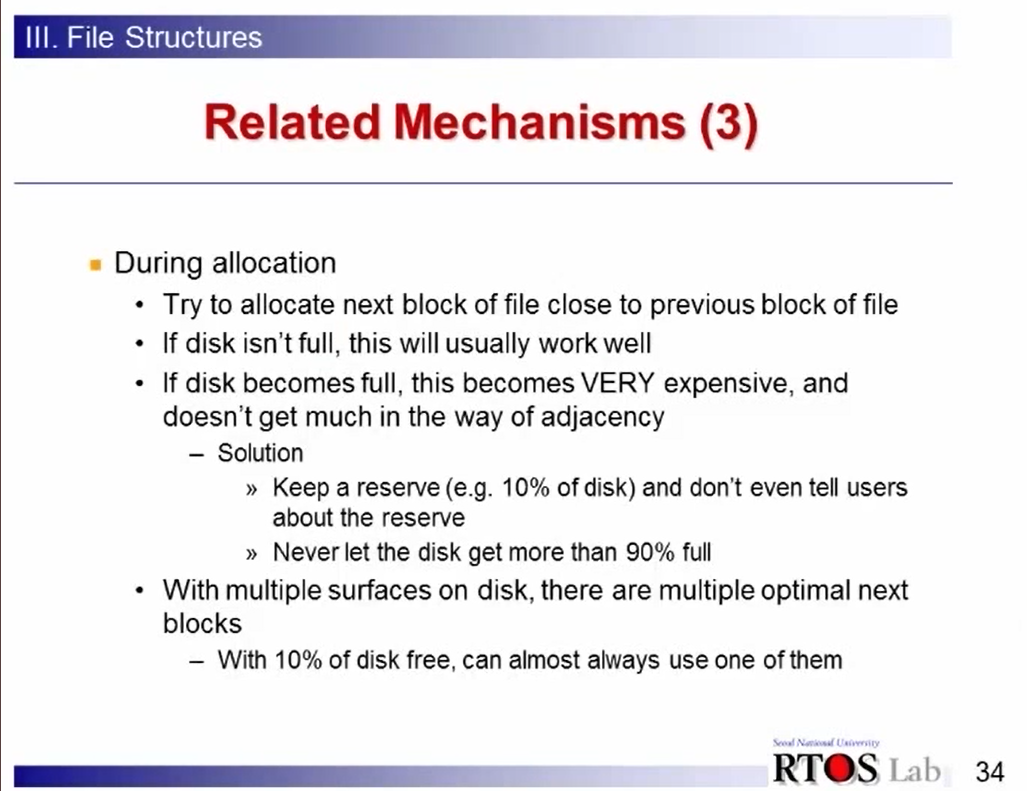 III. File Structures
Related Mechanisms (3)
■ During allocation
• Try to allocate next block of file close to previous block of file
• If disk isn't full, this will usually work well
• If disk becomes full, this becomes VERY expensive, and
doesn't get much in the way of adjacency
– Solution
» Keep a reserve (e.g. 10% of disk) and don't even tell users
about the reserve
» Never let the disk get more than 90% full
• With multiple surfaces on disk, there are multiple optimal next
blocks
– With 10% of disk free, can almost always use one of them
Seoul National University
RTOS Lab
34